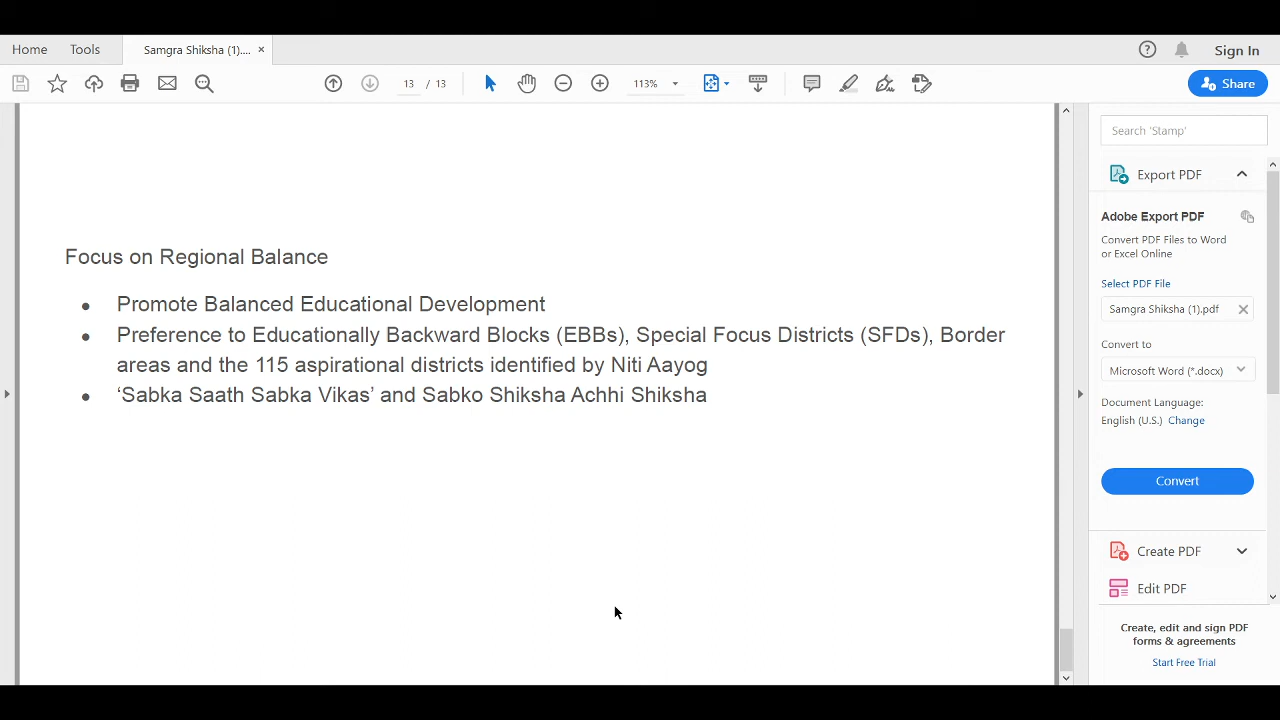 Home Tools Samgra Shiksha (1).... ×
Sign In
13 / 13 113% Share
Focus on Regional Balance
● Promote Balanced Educational Development
● Preference to Educationally Backward Blocks (EBBs), Special Focus Districts (SFDs), Border
areas and the 115 aspirational districts identified by Niti Aayog
● ‘Sabka Saath Sabka Vikas’ and Sabko Shiksha Achhi Shiksha
Search 'Stamp'
Export PDF
Adobe Export PDF
Convert PDF Files to Word
or Excel Online
Select PDF File
Samgra Shiksha (1).pdf
Convert to
Microsoft Word (*.docx)
Document Language:
English (U.S.) Change
Convert
Create PDF
Edit PDF
Create, edit and sign PDF
forms & agreements
Start Free Trial